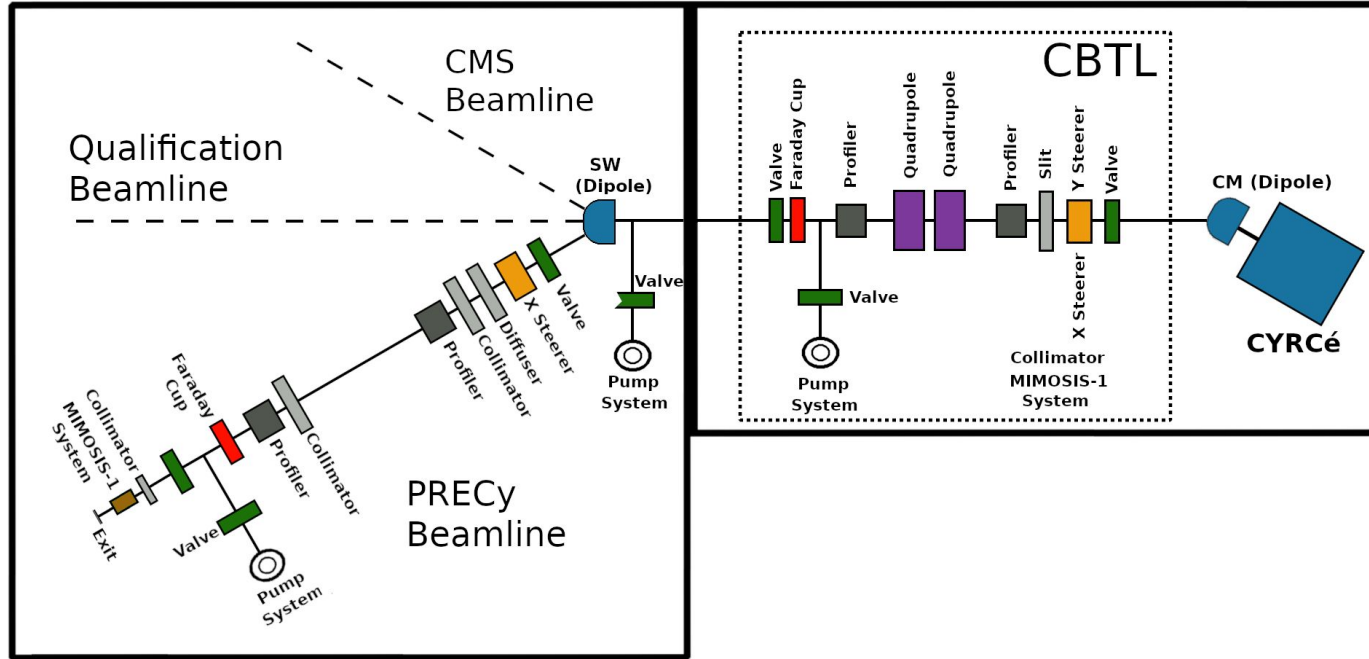 CMS
Beamline
Qualification
Beamline
SW
(Dipole)
Valve
Pump
System
Valve
X Steerer
Diffuser
Collimator
Profiler
Collimator
Profiler
Faraday
Cup
Collimator
MIMOSIS-1
System
Exit
Valve
Pump
System
PRECy
Beamline
CBTL
Valve
Faraday Cup
Profiler
Quadrupole
Quadrupole
Profiler
Slit
Y Steerer
Valve
X Steerer
Valve
Pump
System
Collimator
MIMOSIS-1
System
CM (Dipole)
CYRCé